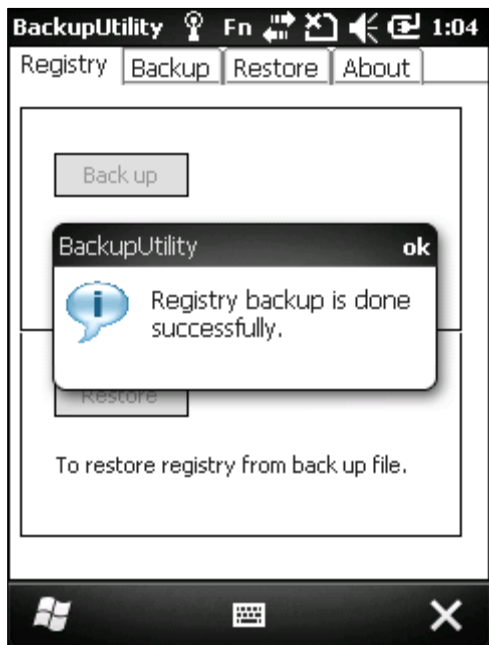 BackupUtility Fn 1:04
Registry Backup Restore About
Back up
BackupUtility ok
Registry backup is done
successfully.
Restore
To restore registry from back up file.